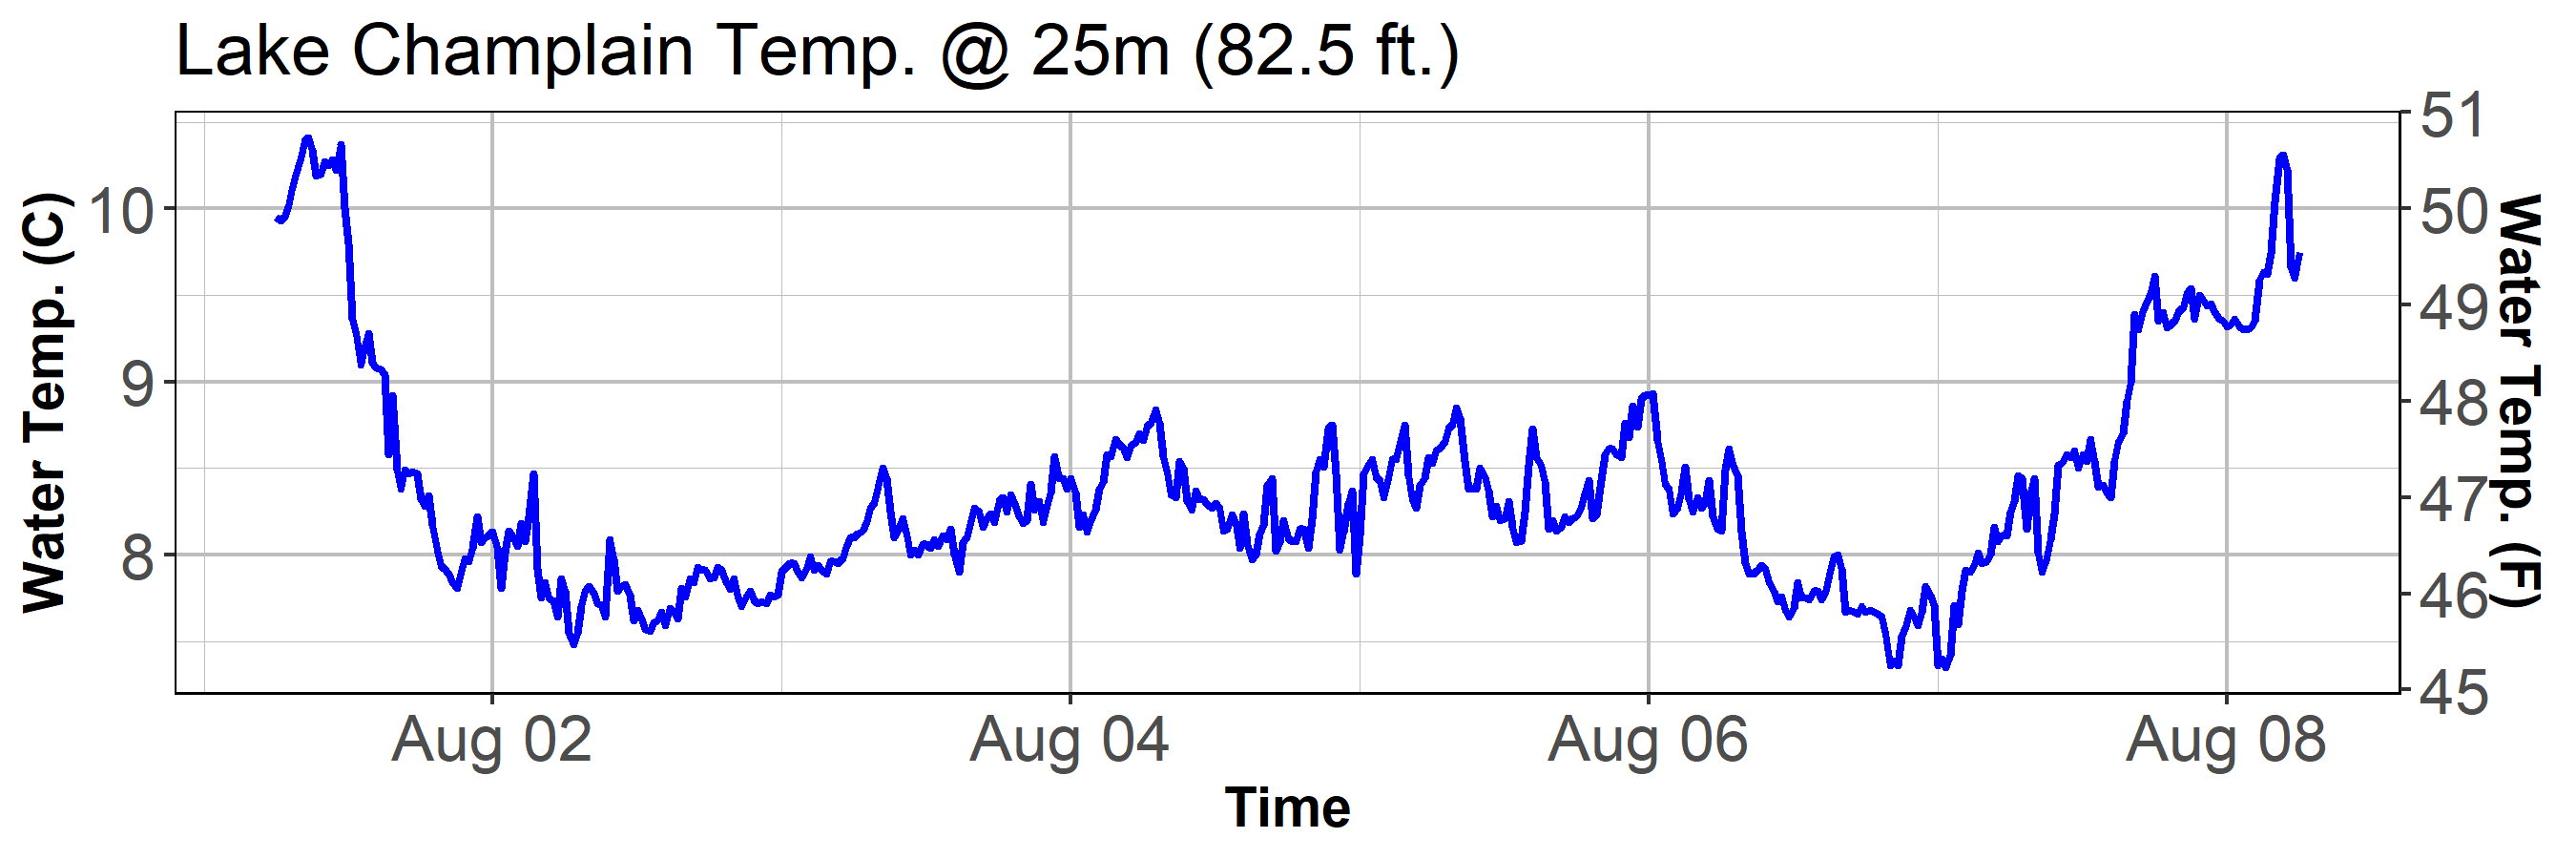 Lake Champlain Temp. @ 25m (82.5 ft.)
Water Temp. (C)
10
9
8
51
50
49
48
47
46
45
Water Temp. (F)
Aug 02 Aug 04 Aug 06 Aug 08
Time